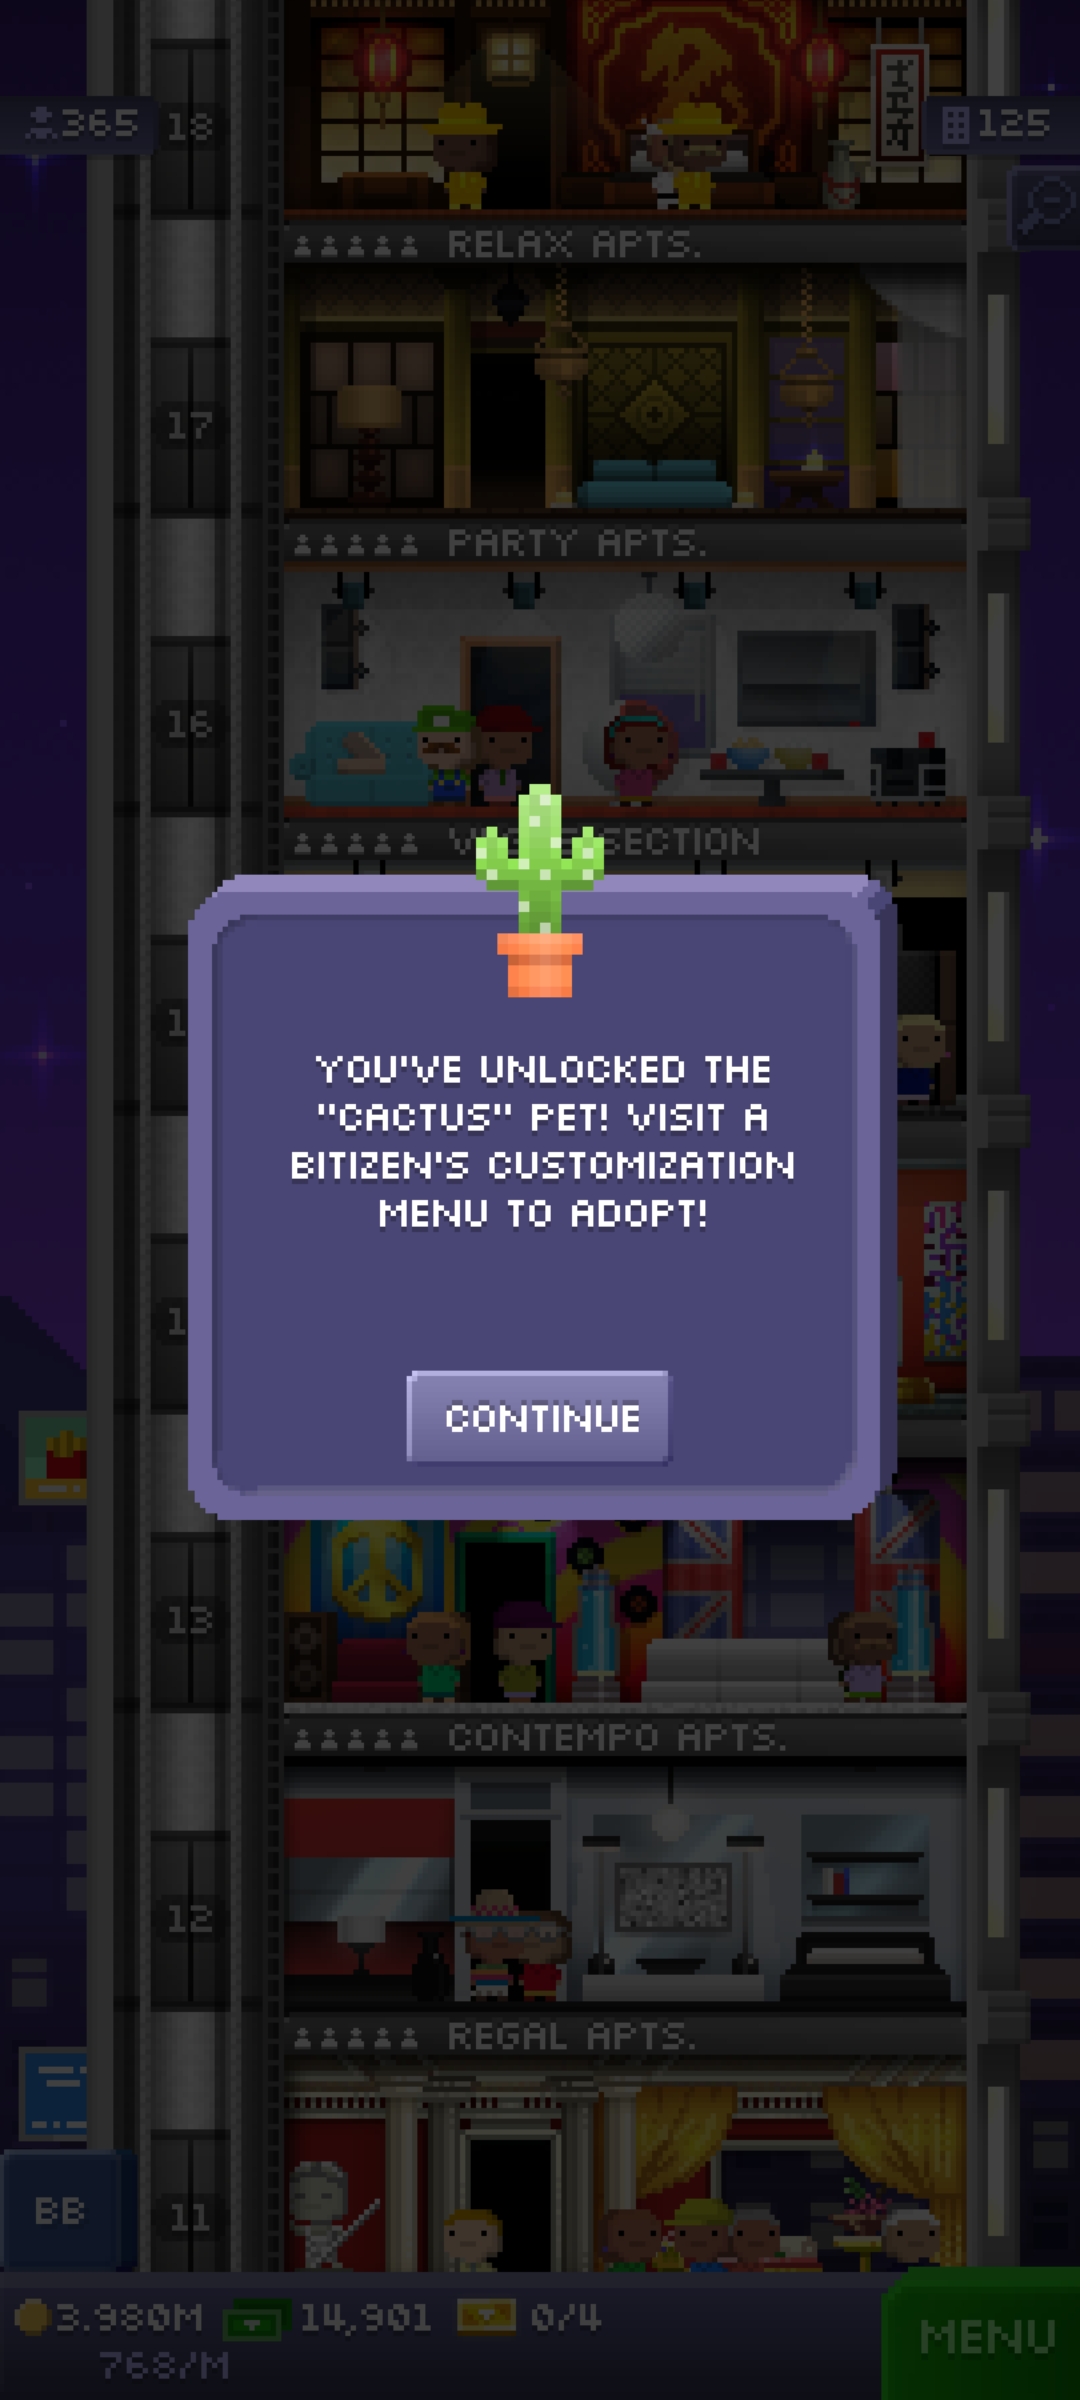 365
18
125
RELAX APTS.
17
PARTY APTS.
16
SECTION
YOU'VE UNLOCKED THE
"CACTUS" PET! VISIT A
BITIZEN'S CUSTOMIZATION
MENU TO ADOPT!
CONTINUE
13
CONTEMPO APTS.
12
REGAL APTS.
BB
11
3.980M
14,901
0/4
768/M
MENU